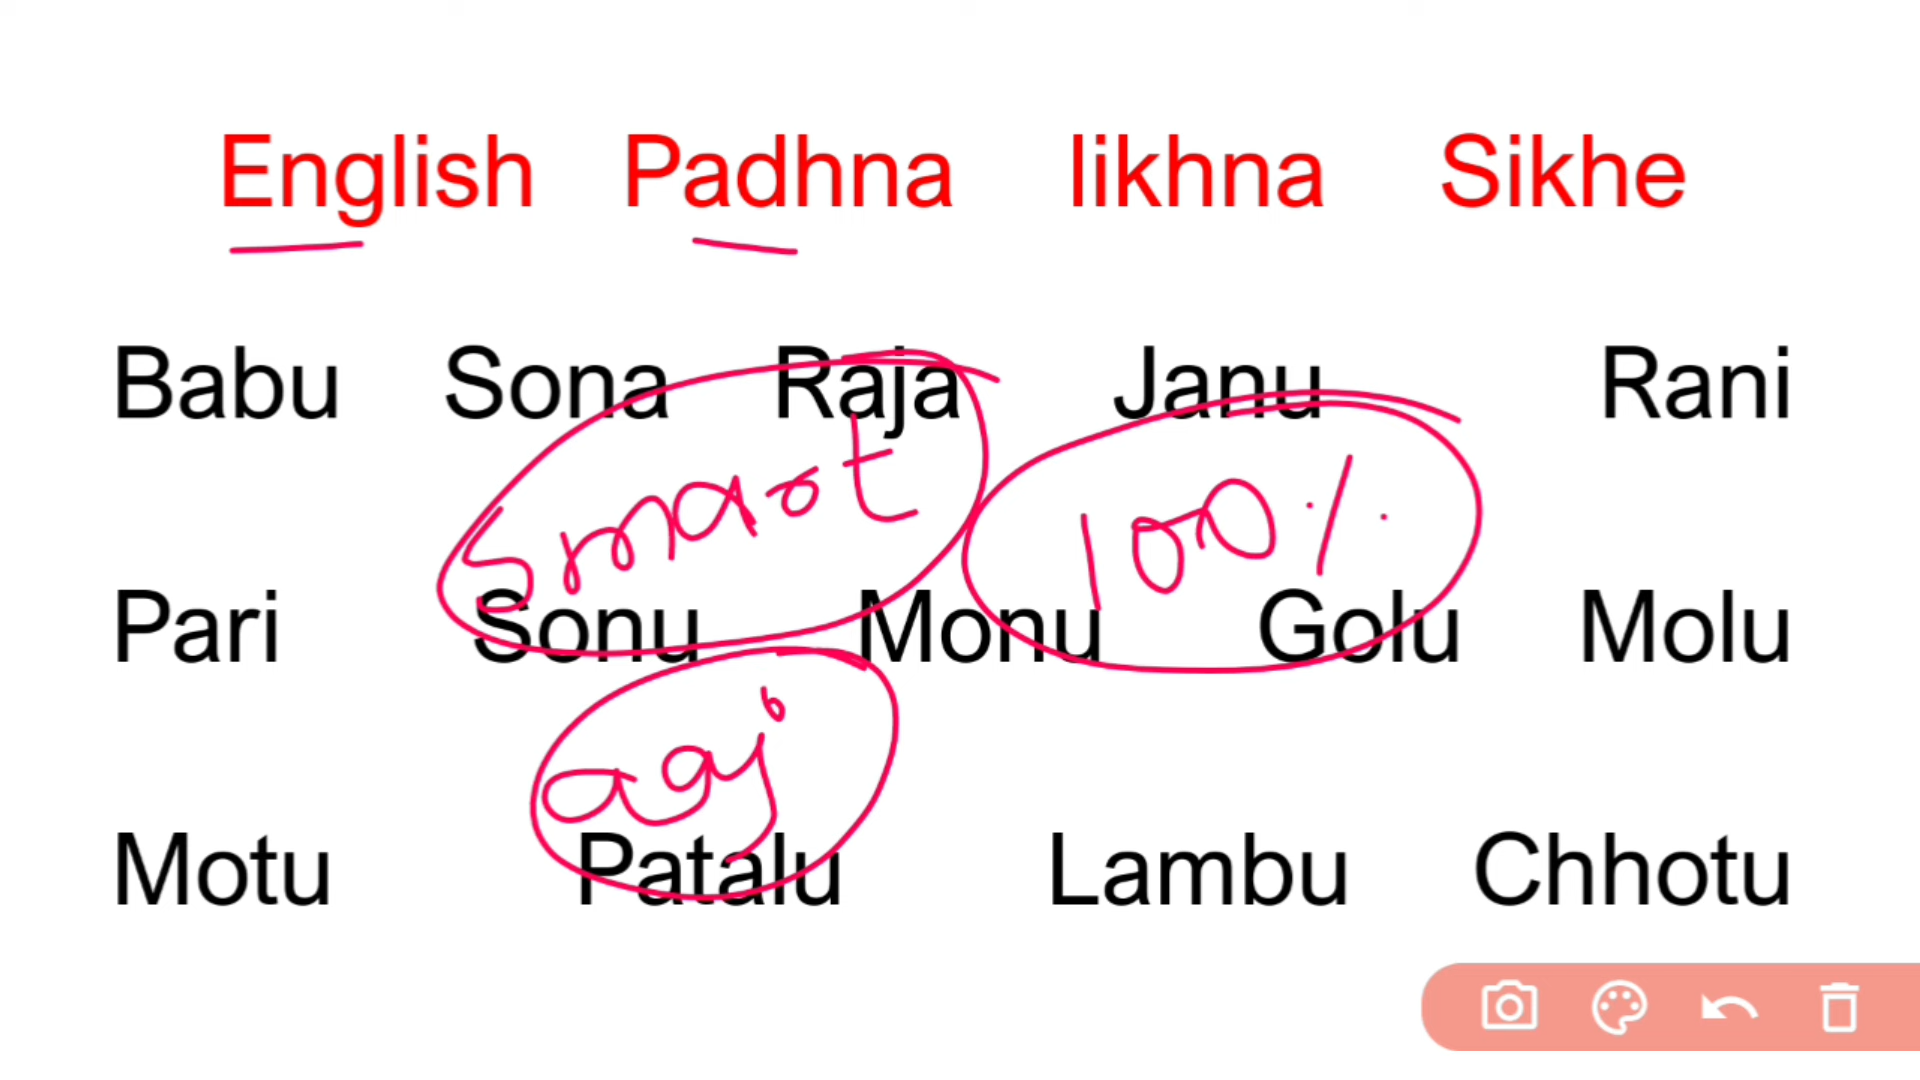 English Padhna likhna Sikhe
Babu Sona Raja Janu Rani
smart 100%
Pari Sonu Monu Golu Molu
aaj
Motu Patalu Lambu Chhotu